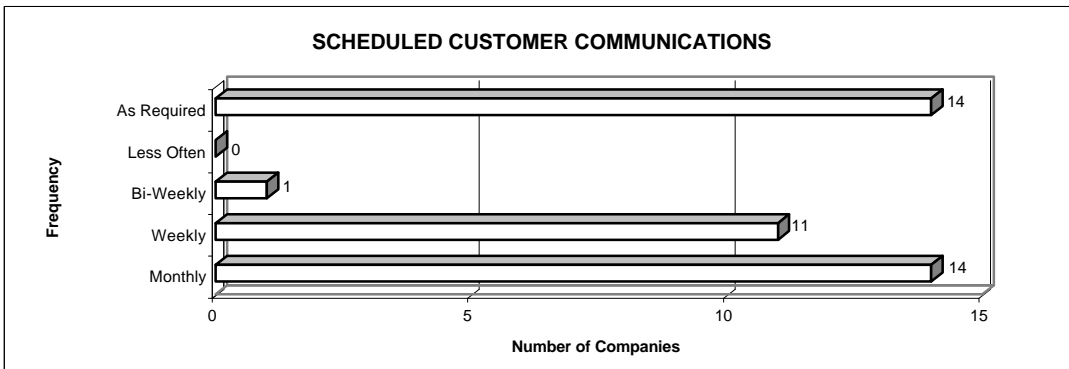 SCHEDULED CUSTOMER COMMUNICATIONS
As Required
14
Less Often
0
Bi-Weekly
1
Weekly
11
Monthly
14
0 5 10 15
Frequency
Number of Companies